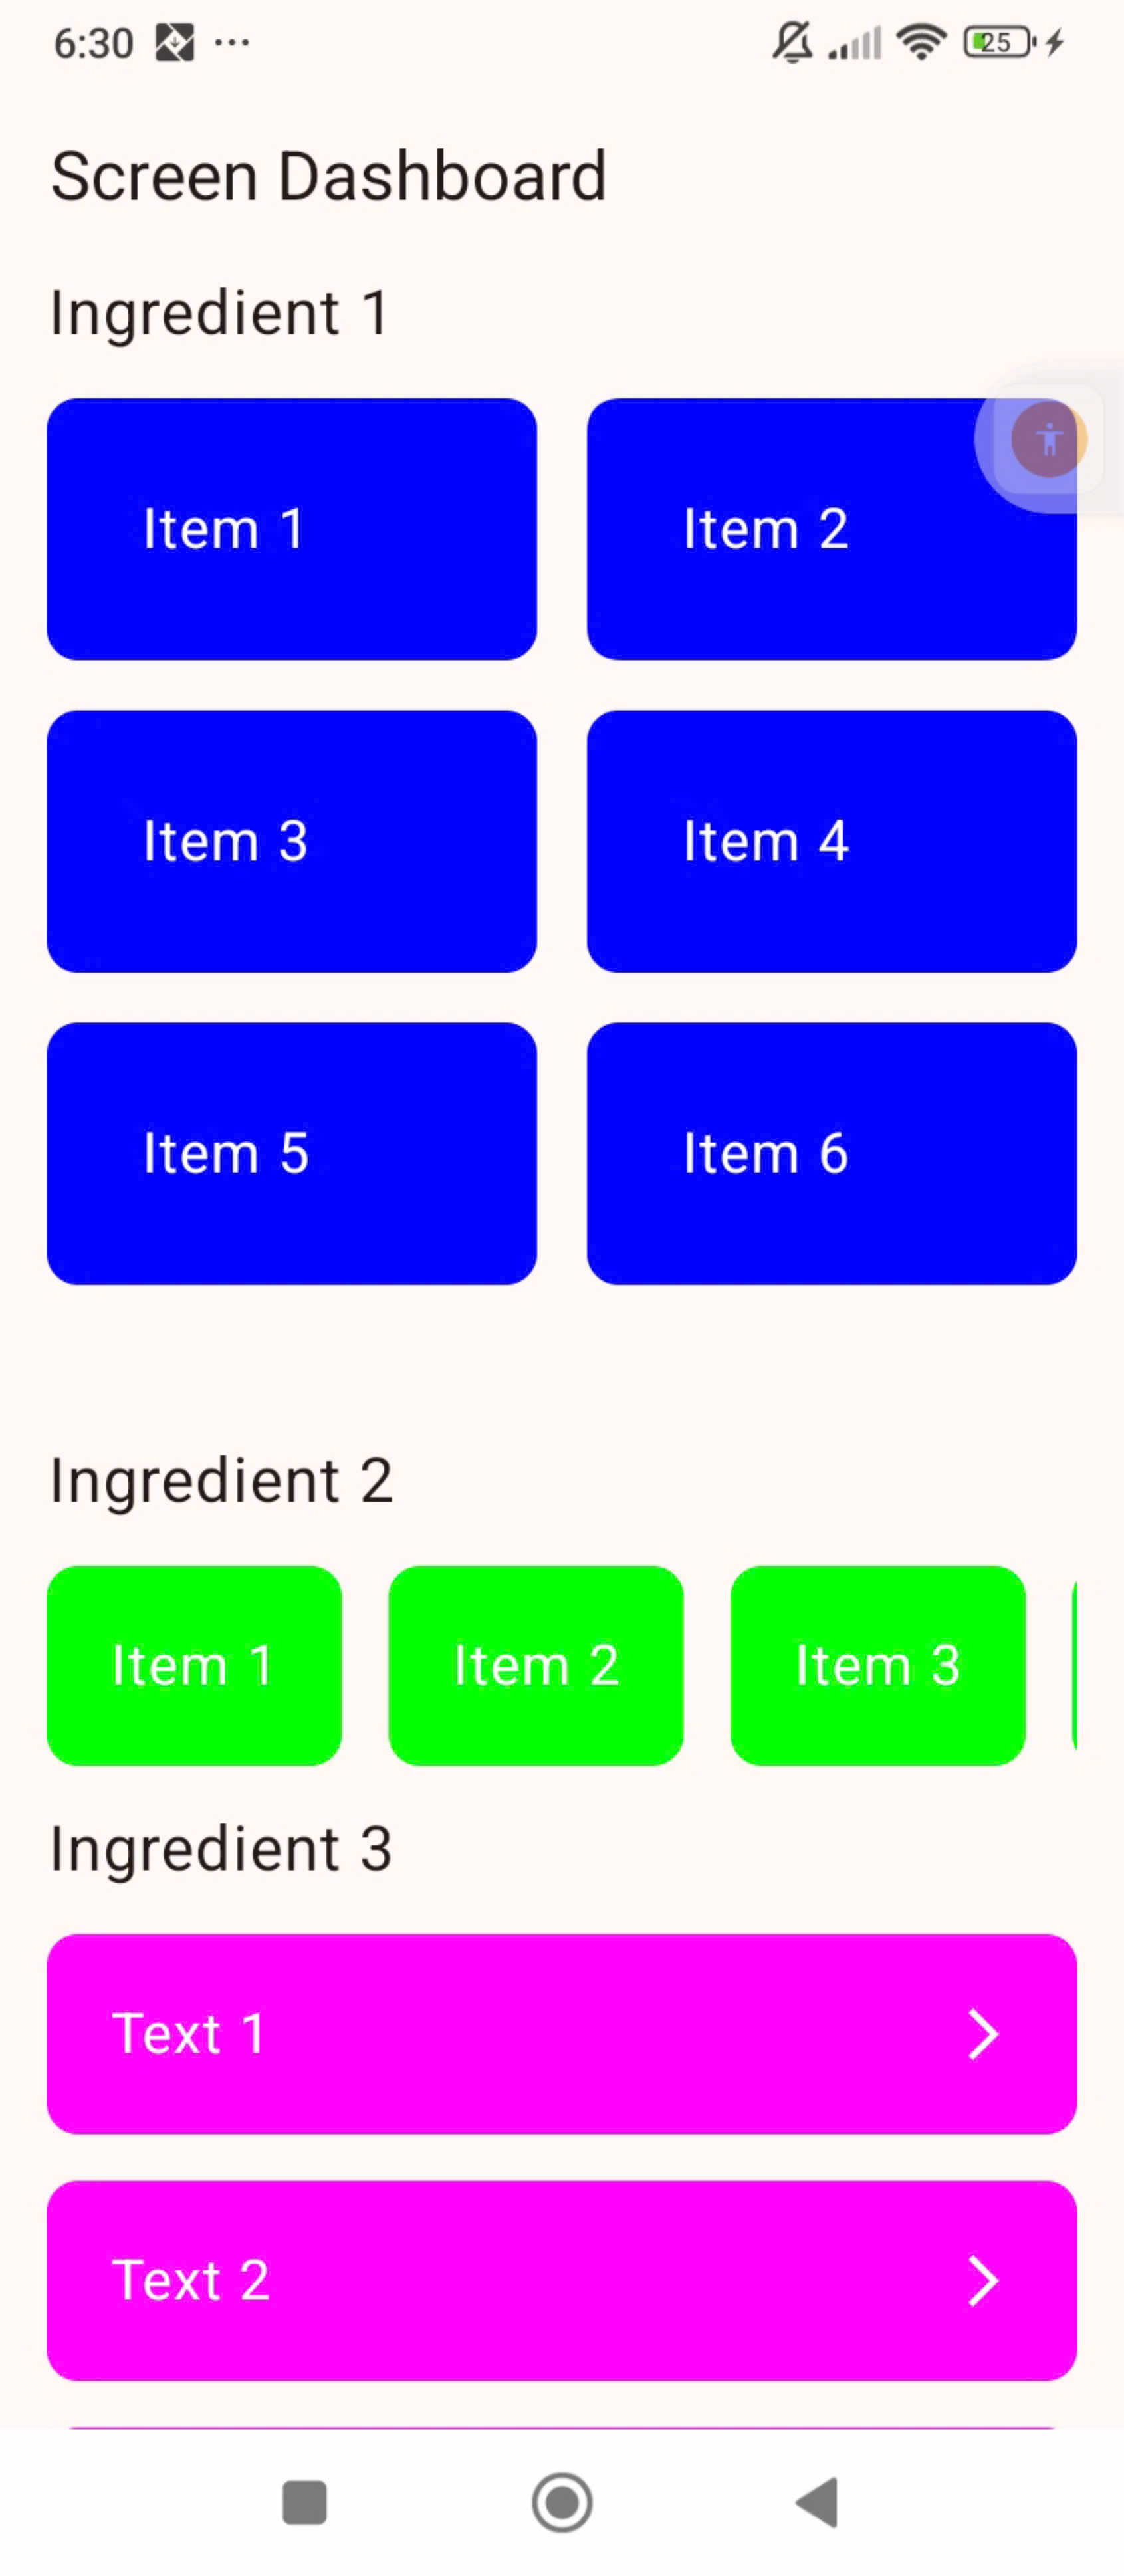 6:30 ...
25
Screen Dashboard
Ingredient 1
Item 1 Item 2
Item 3 Item 4
Item 5 Item 6
Ingredient 2
Item 1 Item 2 Item 3
Ingredient 3
Text 1
Text 2